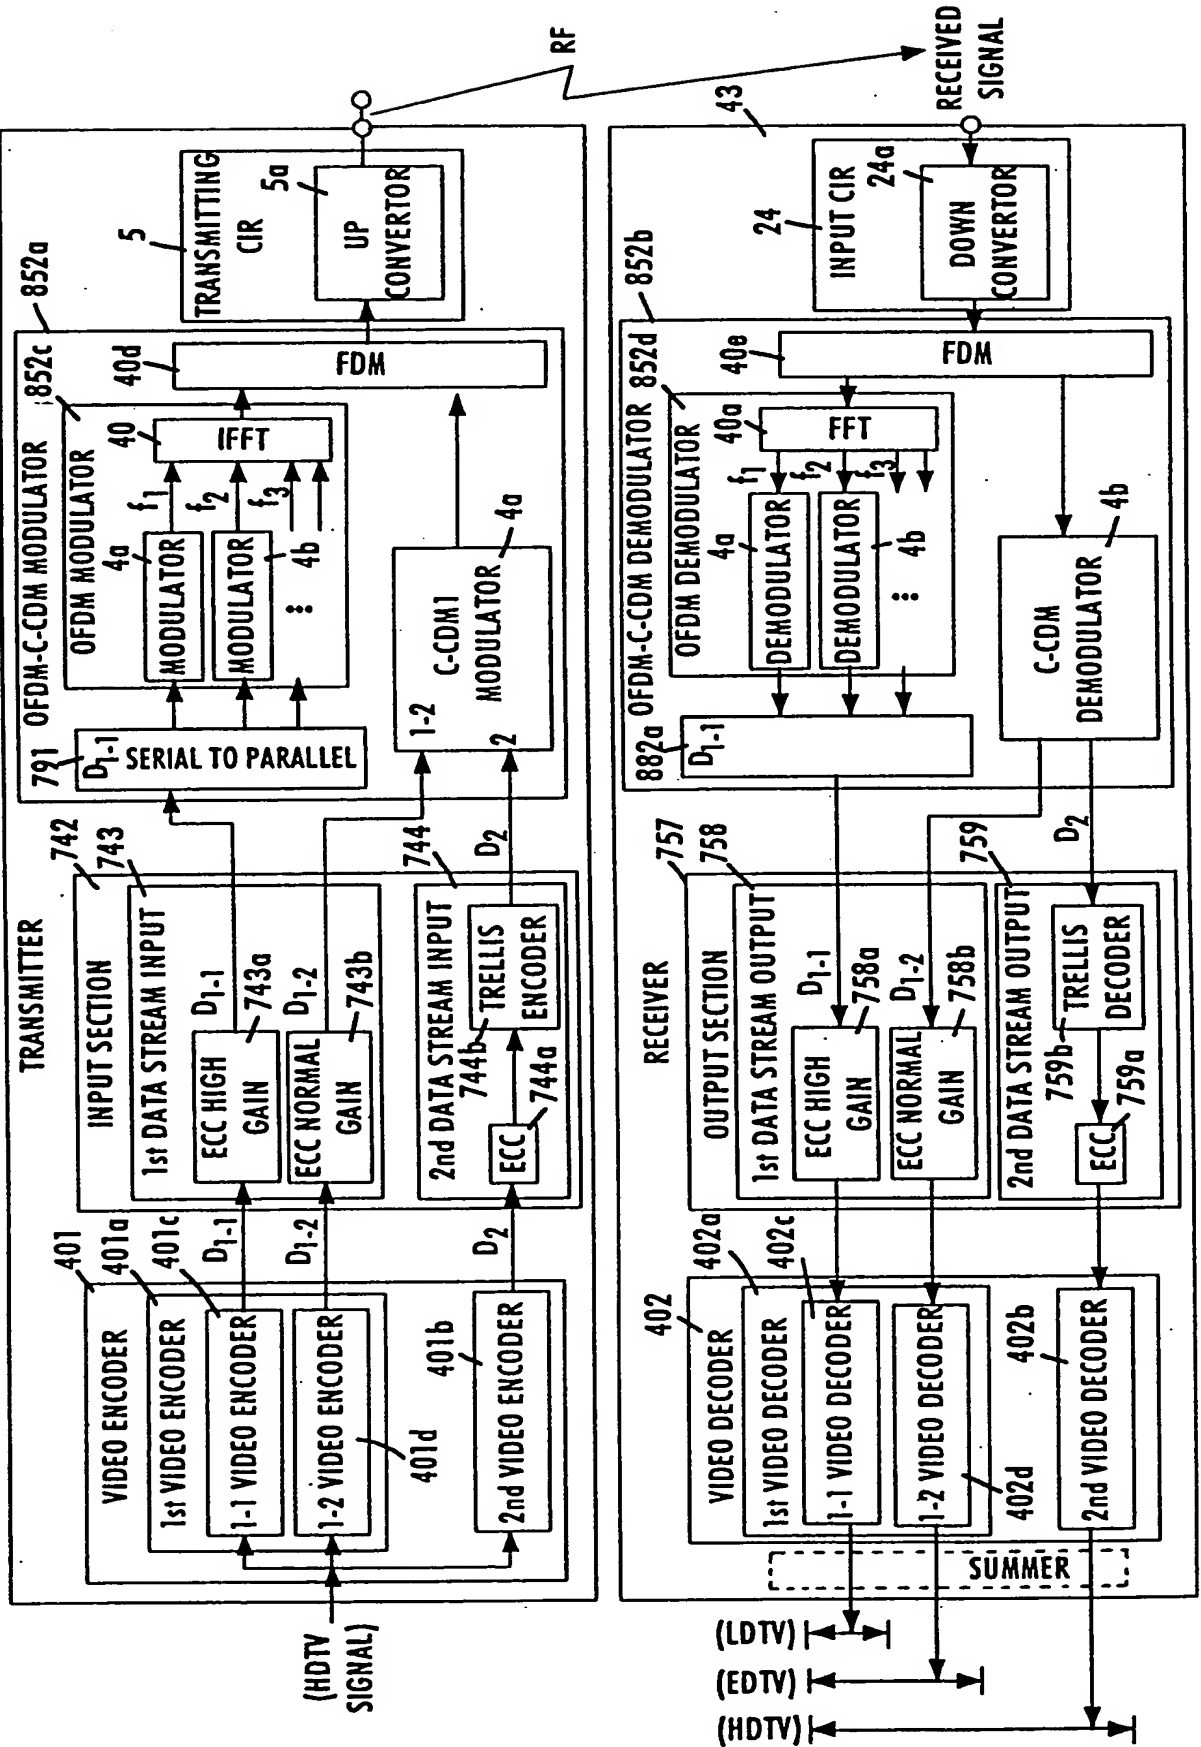 TRANSMITTER
(HDTV
SIGNAL)
VIDEO ENCODER
401
1st VIDEO ENCODER
401a
1-1 VIDEO ENCODER
401c
1-2 VIDEO ENCODER
401d
2nd VIDEO ENCODER
401b
D1-1
D1-2
D2
INPUT SECTION
742
1st DATA STREAM INPUT
743
ECC HIGH
GAIN
743a
D1-1
ECC NORMAL
GAIN
743b
D1-2
2nd DATA STREAM INPUT
744
ECC
744a
TRELLIS
ENCODER
744b
D2
OFDM-C-CDM MODULATOR
852a
791
D1-1 SERIAL TO PARALLEL
OFDM MODULATOR
852c
MODULATOR
4a
MODULATOR
4b
f1
f2
f3
IFFT
40
1-2
2
C-CDM1
MODULATOR
4a
FDM
40d
TRANSMITTING
CIR
5
UP
CONVERTOR
5a
RF
RECEIVED
SIGNAL
RECEIVER
43
INPUT CIR
24
DOWN
CONVERTOR
24a
OFDM-C-CDM DEMODULATOR
852b
FDM
40e
OFDM DEMODULATOR
852d
FFT
40a
f1
f2
f3
DEMODULATOR
4a
DEMODULATOR
4b
882a
D1-1
C-CDM
DEMODULATOR
4b
D2
OUTPUT SECTION
757
1st DATA STREAM OUTPUT
758
D1-1
ECC HIGH
GAIN
758a
D1-2
ECC NORMAL
GAIN
758b
2nd DATA STREAM OUTPUT
759
TRELLIS
DECODER
759b
ECC
759a
VIDEO DECODER
402
1st VIDEO DECODER
402a
1-1 VIDEO DECODER
402c
1-2 VIDEO DECODER
402d
2nd VIDEO DECODER
402b
SUMMER
(LDTV)
(EDTV)
(HDTV)